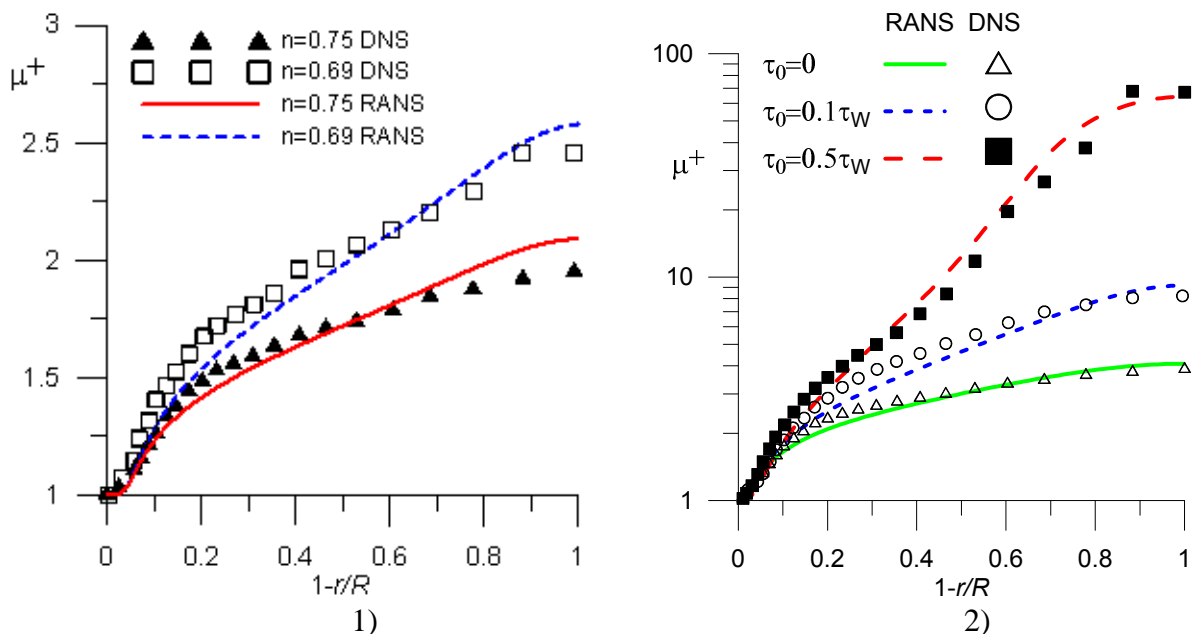 3
2.5
2
1.5
1
μ⁺
n=0.75 DNS
n=0.69 DNS
n=0.75 RANS
n=0.69 RANS
0 0.2 0.4 0.6 0.8 1
1-r/R
1)
RANS DNS
τ₀=0
τ₀=0.1τ_W
τ₀=0.5τ_W
100
μ⁺
10
1
0 0.2 0.4 0.6 0.8 1
1-r/R
2)